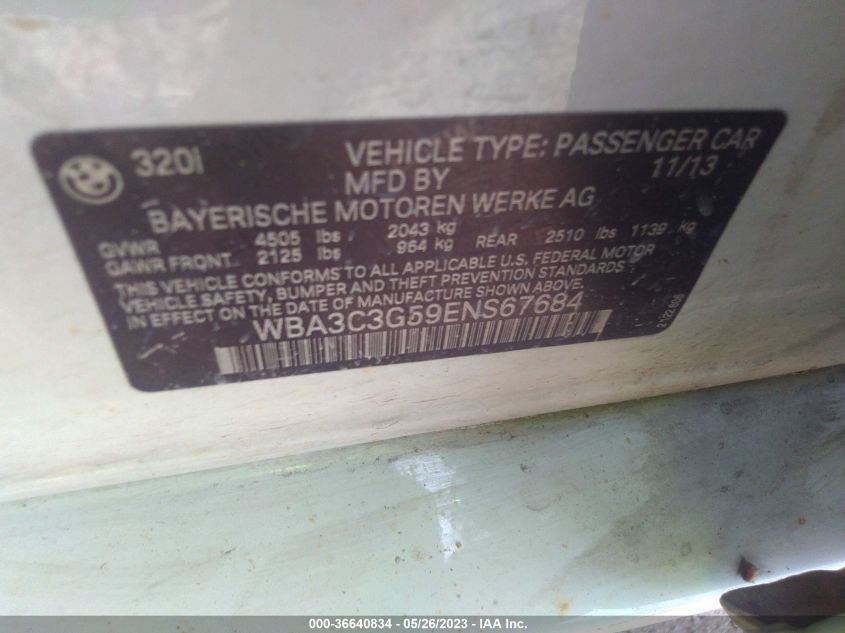 320i VEHICLE TYPE: PASSENGER CAR
MFD BY 11/13
BAYERISCHE MOTOREN WERKE AG
GVWR 4505 lbs 2043 kg
GAWR FRONT 2125 lbs 964 kg REAR 2510 lbs 1139 kg
THIS VEHICLE CONFORMS TO ALL APPLICABLE U.S. FEDERAL MOTOR
VEHICLE SAFETY, BUMPER AND THEFT PREVENTION STANDARDS
IN EFFECT ON THE DATE OF MANUFACTURE SHOWN ABOVE.
WBA3C3G59ENS67684
000-36640834 / 05/26/2023 - IAA Inc.